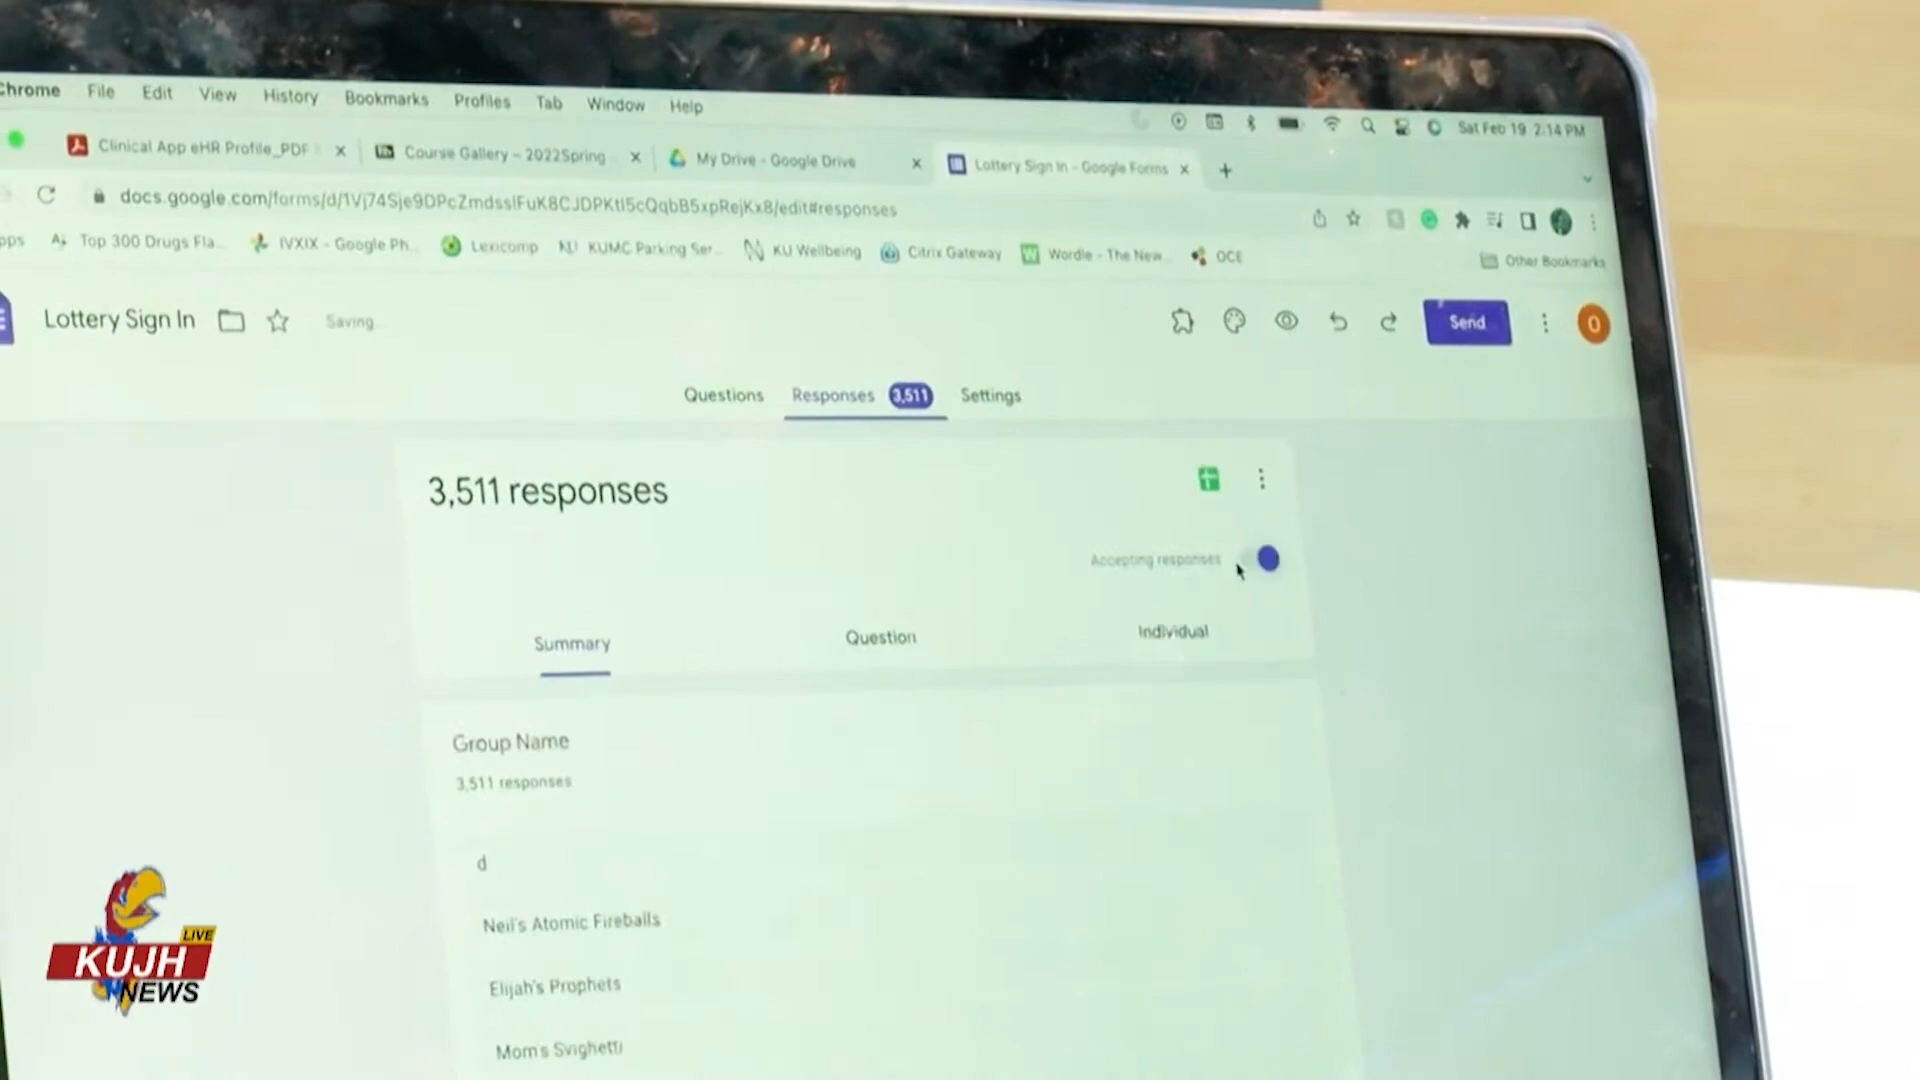 Chrome File Edit View History Bookmarks Profiles Tab Window Help
Sat Feb 19 2:14 PM
Clinical App eHR Profile_PDF
Course Gallery – 2022Spring
My Drive - Google Drive
Lottery Sign In - Google Forms
docs.google.com/forms/d/1Vj74Sje9DPcZmdssIFuK8CJDPKtI5cQqbB5xpRejKx8/edit#responses
Top 300 Drugs Fla...
IVXIX - Google Ph...
Lexicomp
KUMC Parking Ser...
KU Wellbeing
Citrix Gateway
Wordle - The New...
OCE
Other Bookmarks
Lottery Sign In
Saving
Send
O
Questions
Responses 3,511
Settings
3,511 responses
Accepting responses
Summary
Question
Individual
Group Name
3,511 responses
d
Neil's Atomic Fireballs
Elijah's Prophets
Mom's Svighetti
LIVE
KUJH
NEWS